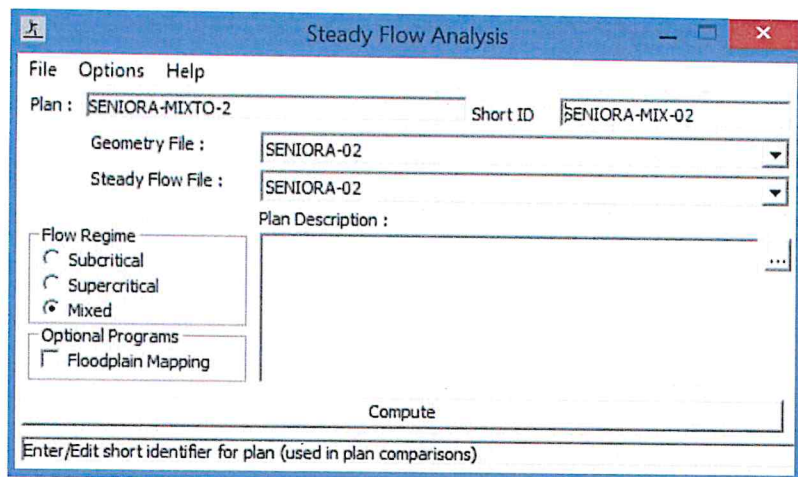 Steady Flow Analysis
File Options Help
Plan : SENIORA-MIXTO-2 Short ID SENIORA-MIX-02
Geometry File : SENIORA-02
Steady Flow File : SENIORA-02
Plan Description :
Flow Regime
Subcritical
Supercritical
Mixed
...
Optional Programs
Floodplain Mapping
Compute
Enter/Edit short identifier for plan (used in plan comparisons)